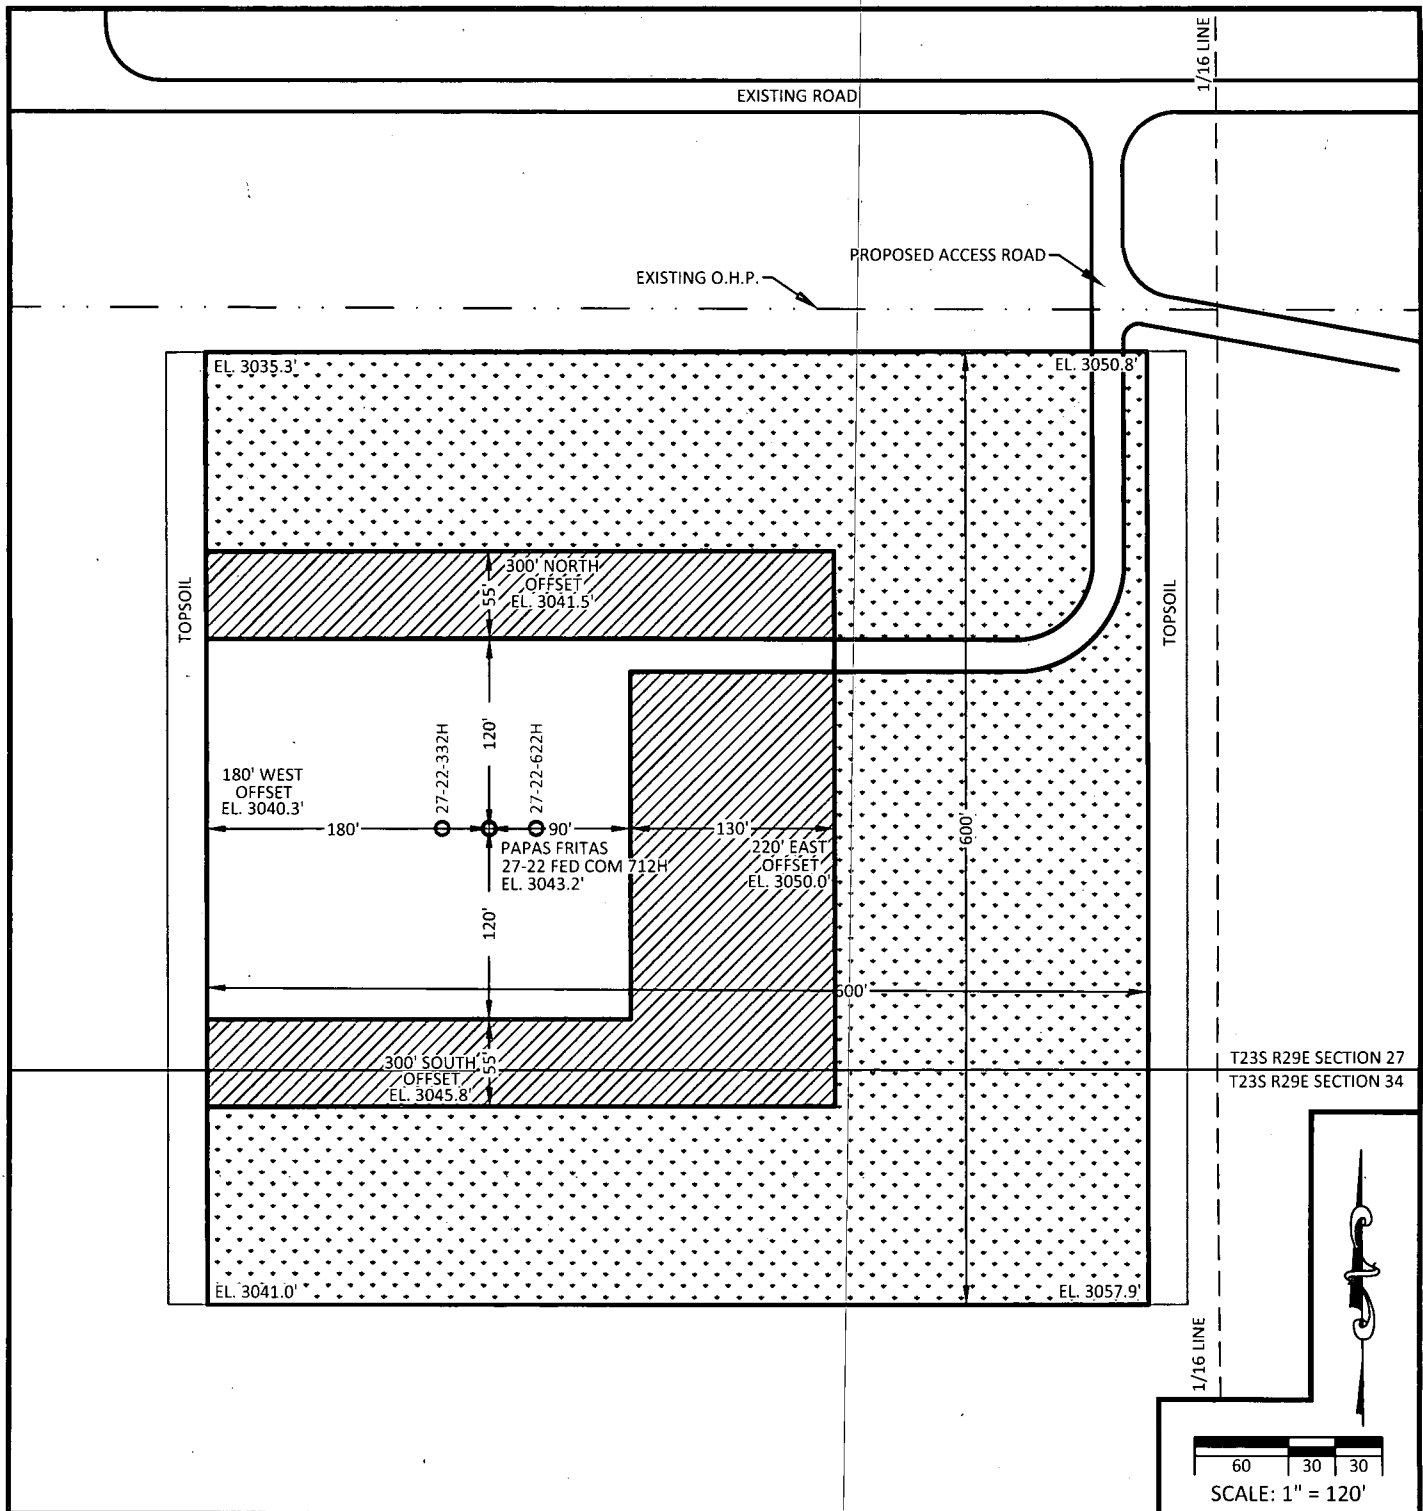 1/16 LINE
EXISTING ROAD
PROPOSED ACCESS ROAD
EXISTING O.H.P.
EL. 3035.3'
EL. 3050.8'
TOPSOIL
TOPSOIL
300' NORTH
OFFSET
EL. 3041.5'
55'
120'
27-22-332H
27-22-622H
180' WEST
OFFSET
EL. 3040.3'
180'
90'
130'
600'
PAPAS FRITAS
27-22 FED COM 712H
EL. 3043.2'
220' EAST
OFFSET
EL. 3050.0'
120'
600'
300' SOUTH
OFFSET
EL. 3045.8'
55'
T23S R29E SECTION 27
T23S R29E SECTION 34
EL. 3041.0'
EL. 3057.9'
1/16 LINE
60 30 30
SCALE: 1" = 120'